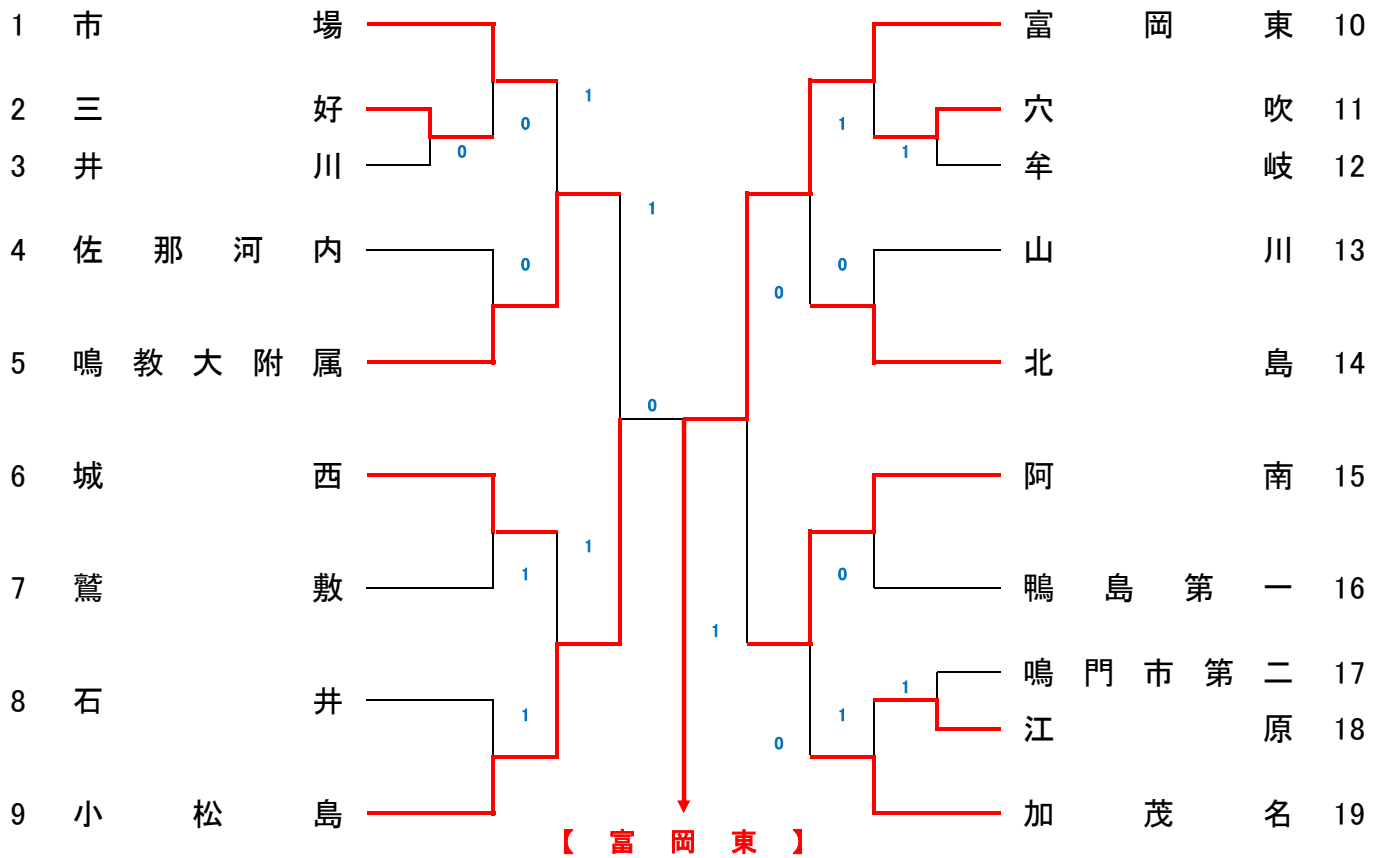 1 市場
2 三好
3 井川
4 佐那河内
5 鳴教大附属
6 城西
7 鷲敷
8 石井
9 小松島
1
0
0
1
0
0
1
1
1
富岡東 10
穴吹 11
牟岐 12
山川 13
北島 14
阿南 15
鴨島第一 16
鳴門市第二 17
江原 18
加茂名 19
1
1
0
0
0
1
1
1
0
【富岡東】